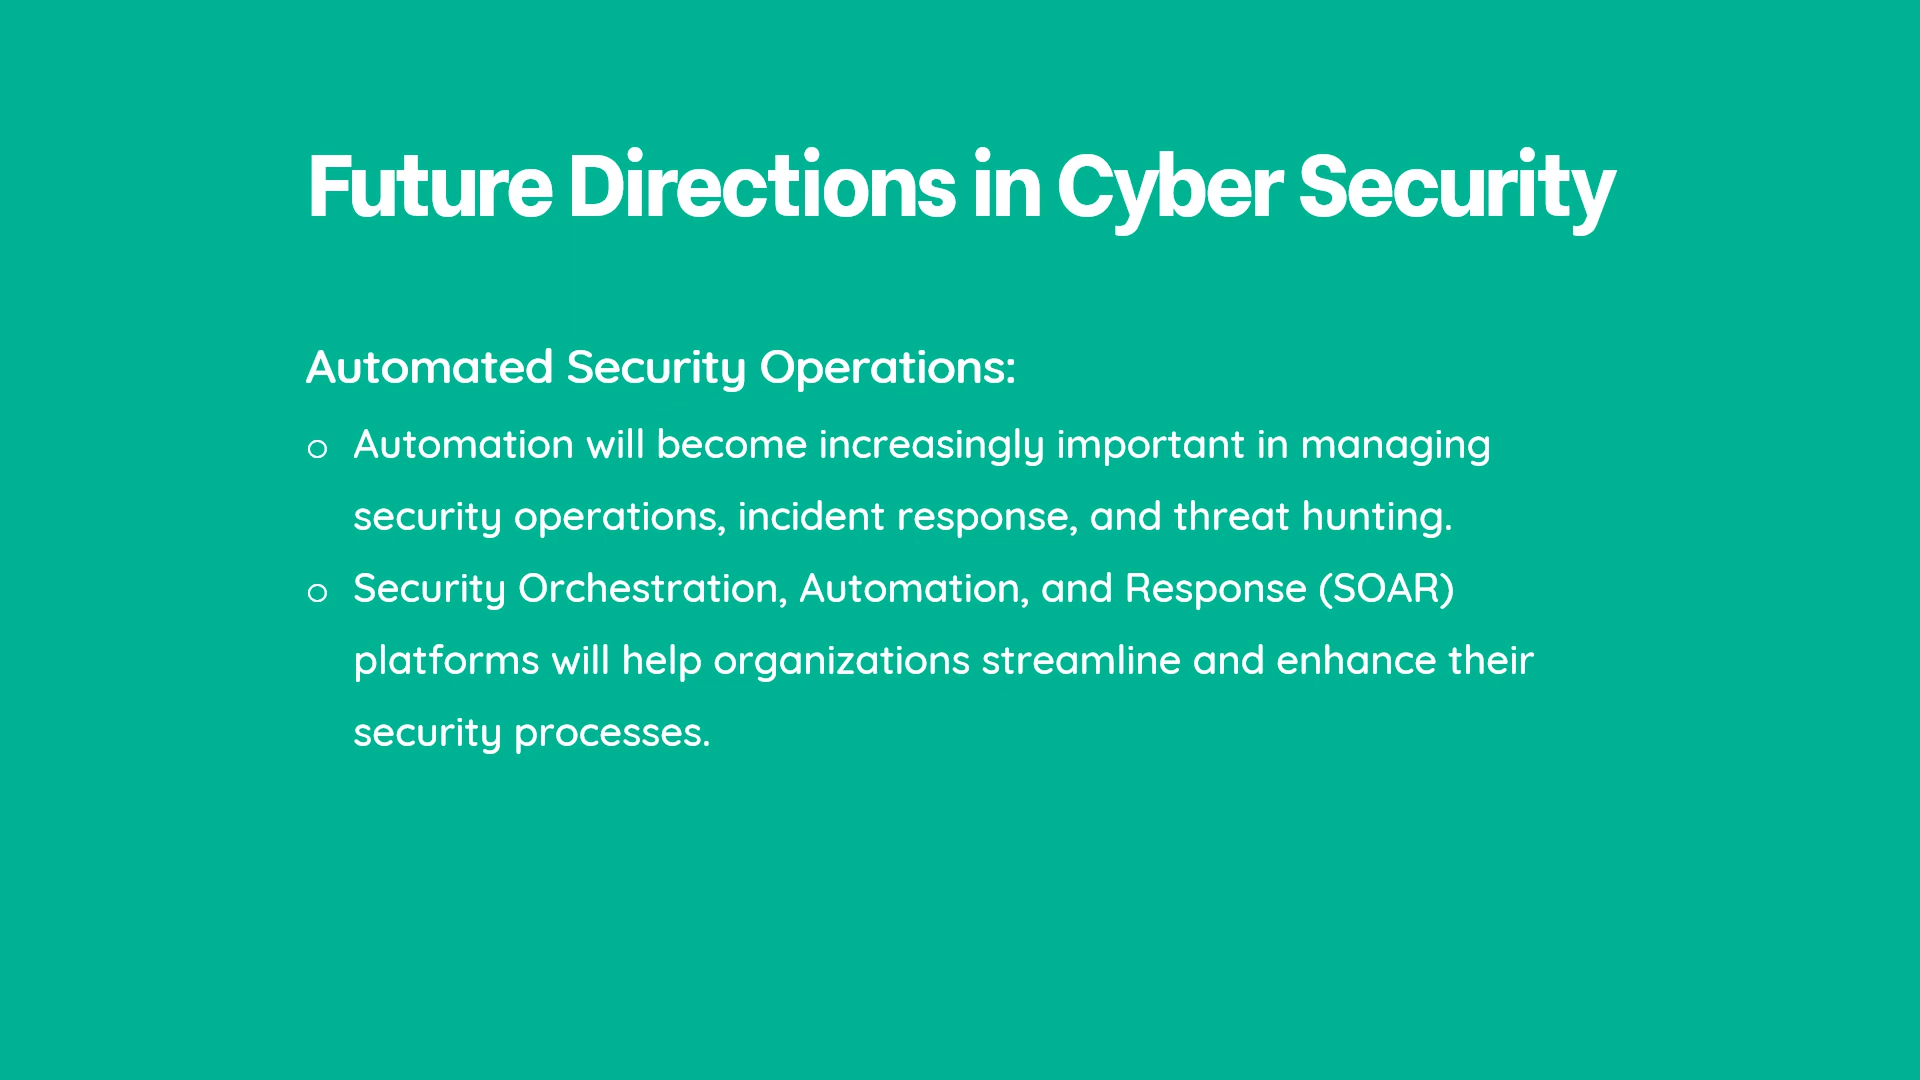 Future Directions in Cyber Security
Automated Security Operations:
○ Automation will become increasingly important in managing
security operations, incident response, and threat hunting.
○ Security Orchestration, Automation, and Response (SOAR)
platforms will help organizations streamline and enhance their
security processes.